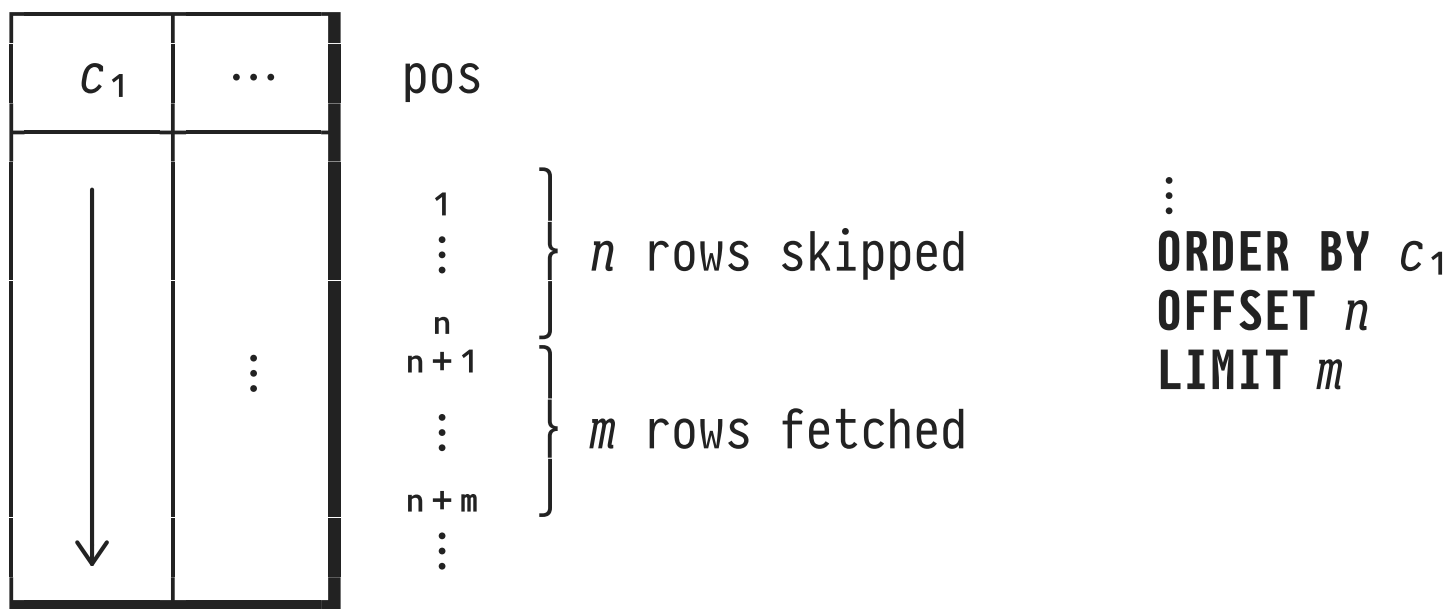 c₁ ⋯ pos
1
⋮
n
n rows skipped
n+1
⋮
⋮
n+m
m rows fetched
⋮
⋮
ORDER BY c₁
OFFSET n
LIMIT m